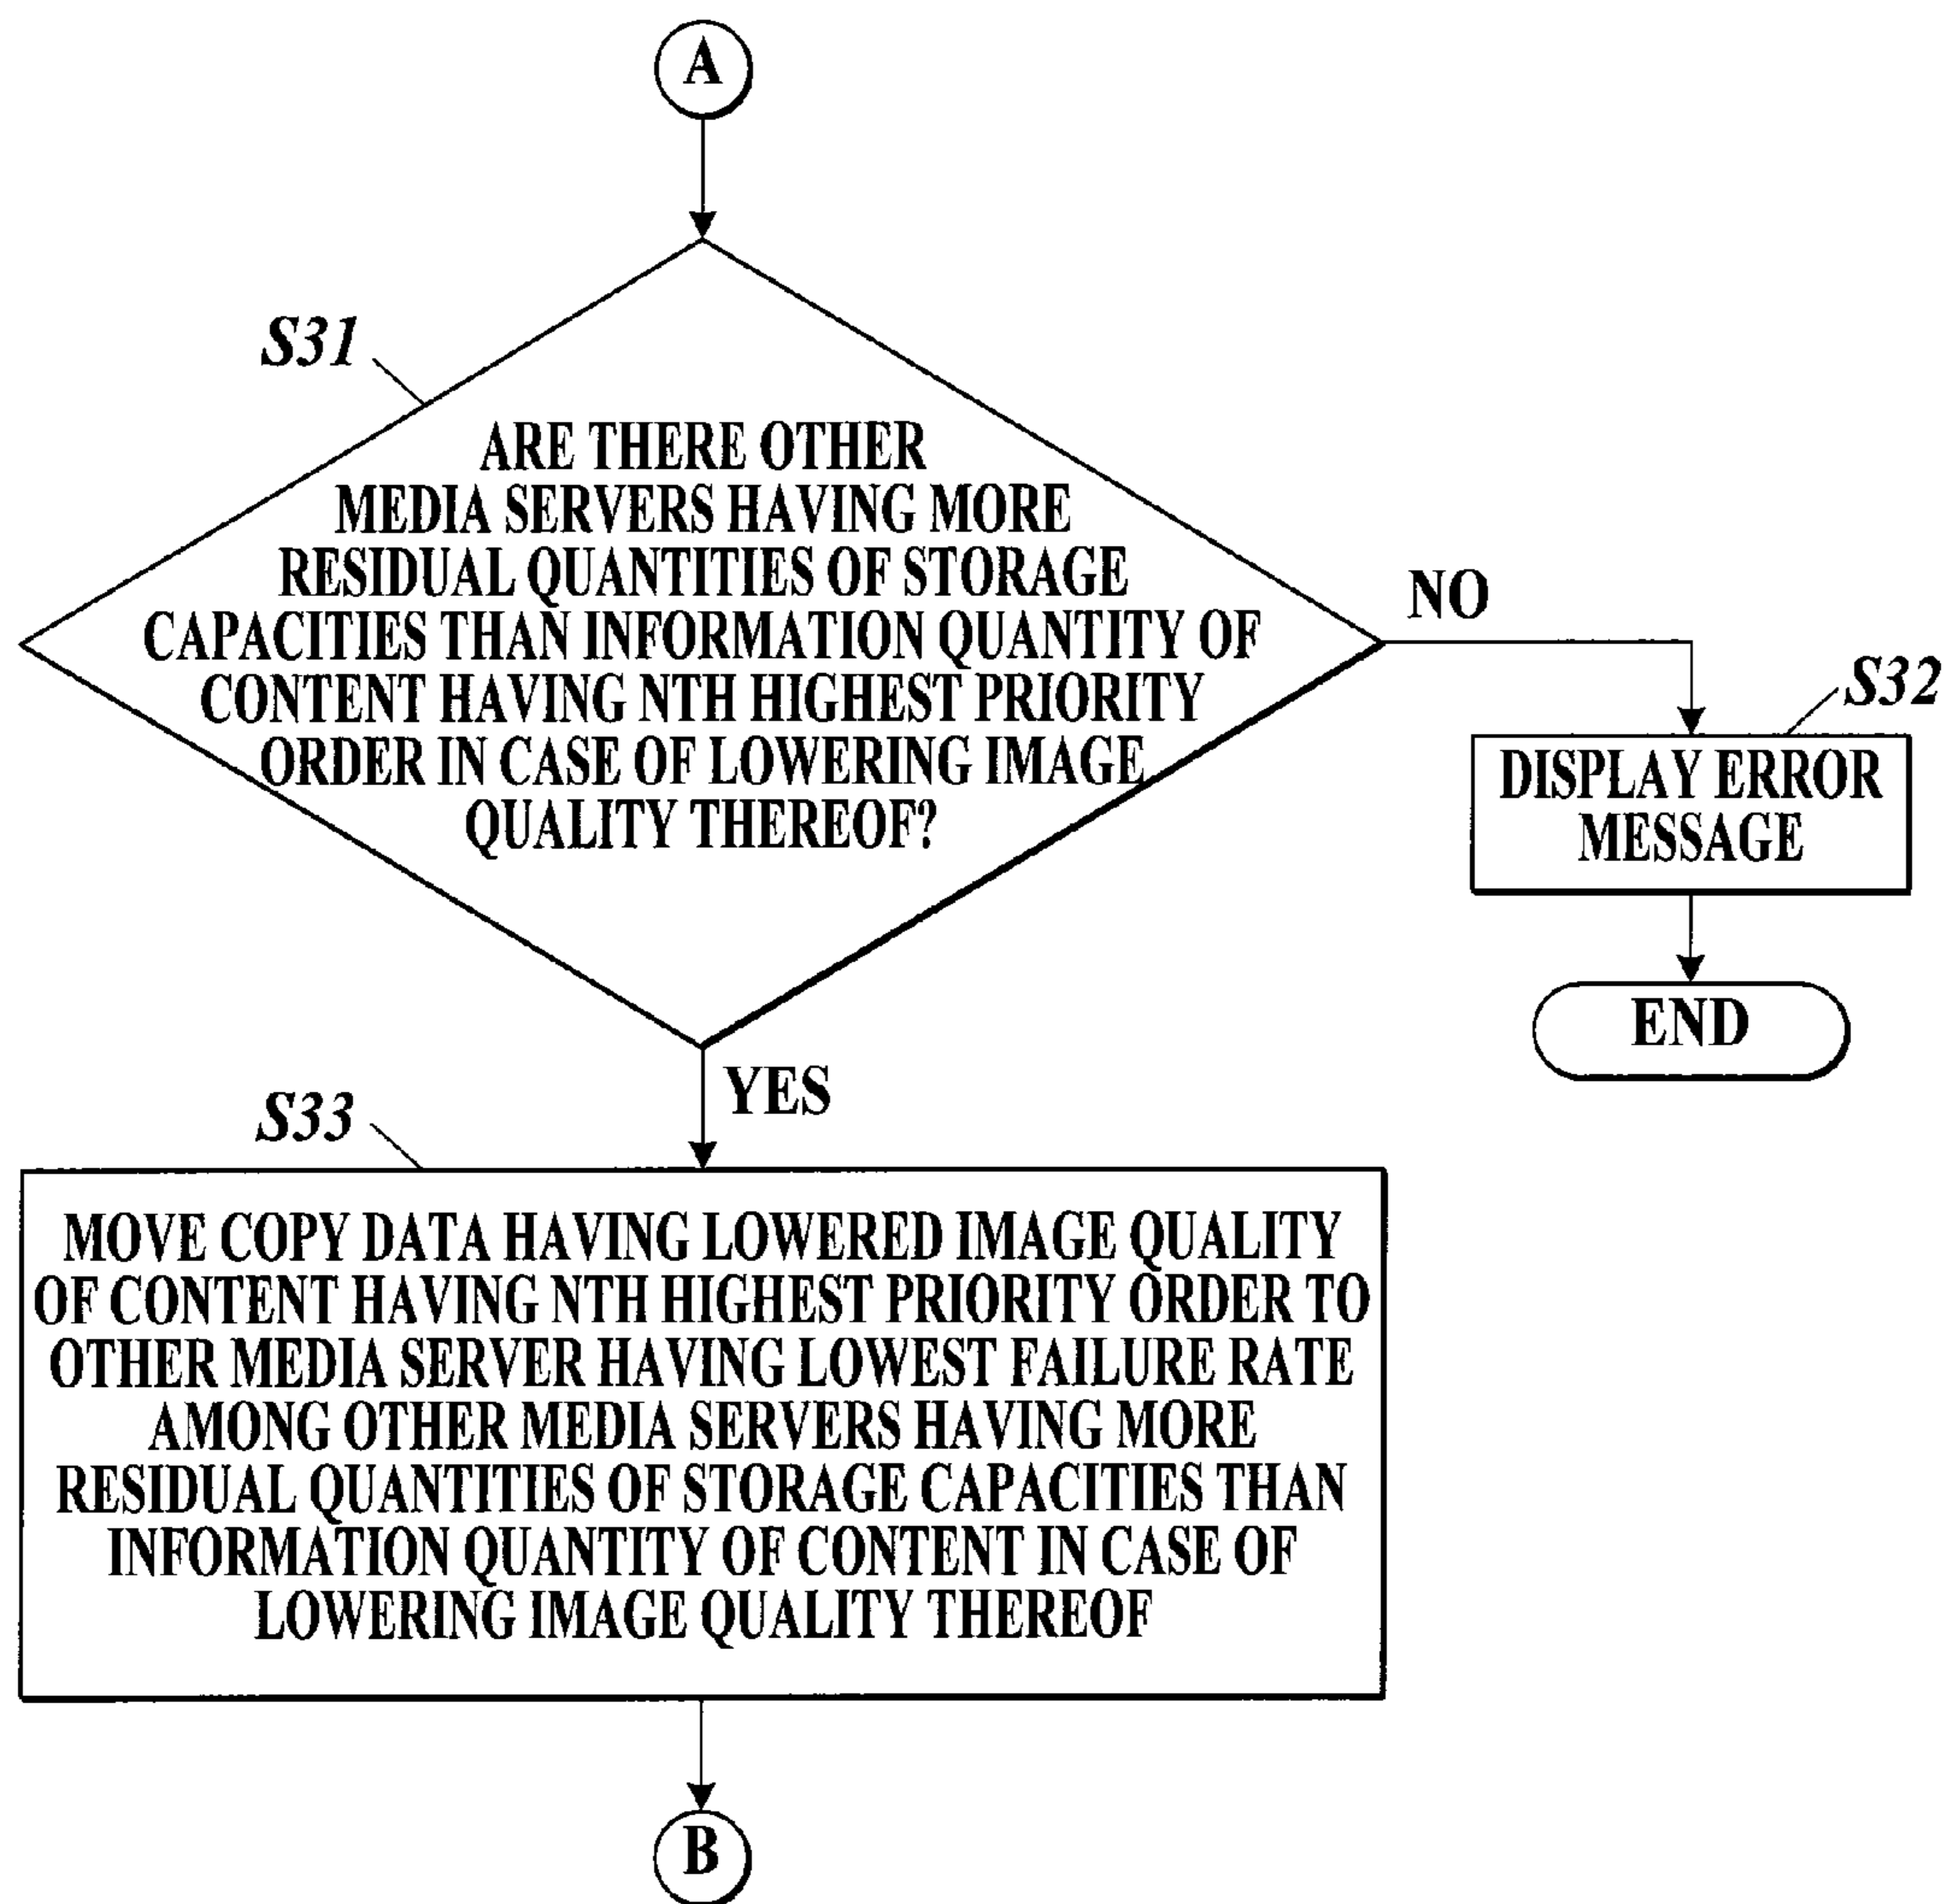 A
S31
ARE THERE OTHER
MEDIA SERVERS HAVING MORE
RESIDUAL QUANTITIES OF STORAGE
CAPACITIES THAN INFORMATION QUANTITY OF
CONTENT HAVING NTH HIGHEST PRIORITY
ORDER IN CASE OF LOWERING IMAGE
QUALITY THEREOF?
NO
S32
DISPLAY ERROR
MESSAGE
END
YES
S33
MOVE COPY DATA HAVING LOWERED IMAGE QUALITY
OF CONTENT HAVING NTH HIGHEST PRIORITY ORDER TO
OTHER MEDIA SERVER HAVING LOWEST FAILURE RATE
AMONG OTHER MEDIA SERVERS HAVING MORE
RESIDUAL QUANTITIES OF STORAGE CAPACITIES THAN
INFORMATION QUANTITY OF CONTENT IN CASE OF
LOWERING IMAGE QUALITY THEREOF
B